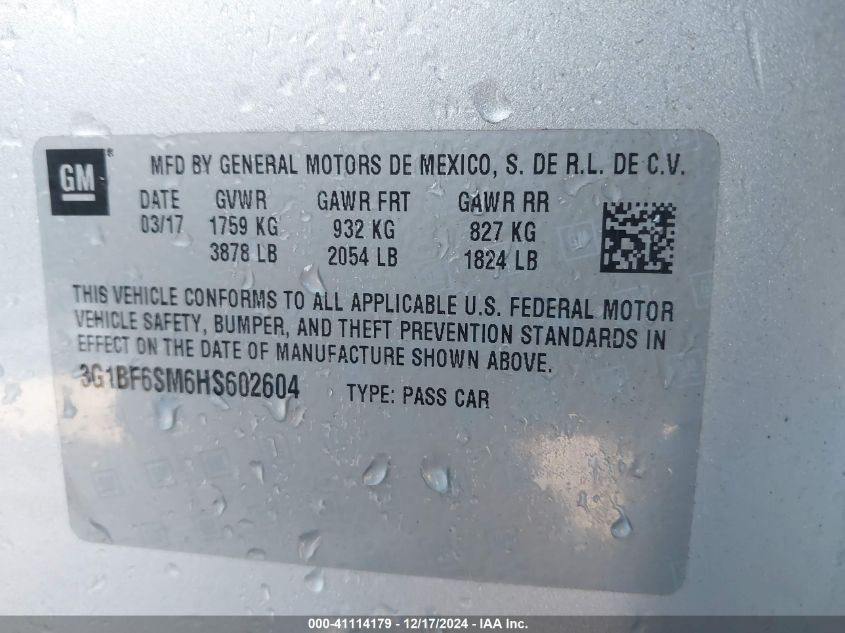 GM ®
MFD BY GENERAL MOTORS DE MEXICO, S. DE R.L. DE C.V.
DATE GVWR GAWR FRT GAWR RR
03/17 1759 KG 932 KG 827 KG
3878 LB 2054 LB 1824 LB
THIS VEHICLE CONFORMS TO ALL APPLICABLE U.S. FEDERAL MOTOR
VEHICLE SAFETY, BUMPER, AND THEFT PREVENTION STANDARDS IN
EFFECT ON THE DATE OF MANUFACTURE SHOWN ABOVE.
3G1BF6SM6HS602604 TYPE: PASS CAR
000-41114179 - 12/17/2024 - IAA Inc.